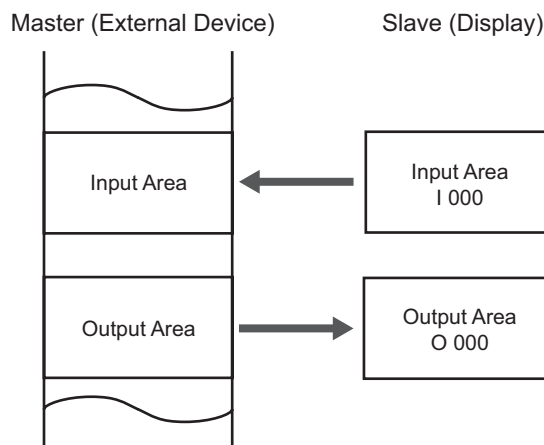 Master (External Device)
Slave (Display)
Input Area
Input Area
I 000
Output Area
Output Area
O 000